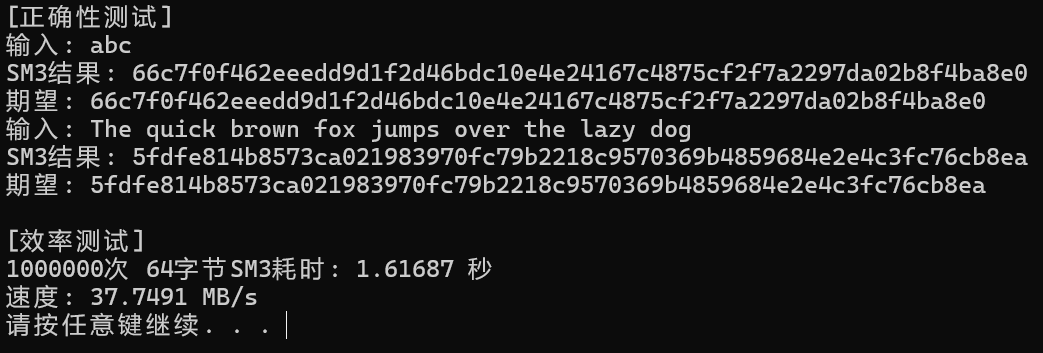 [正确性测试]
输入: abc
SM3结果: 66c7f0f462eeedd9d1f2d46bdc10e4e24167c4875cf2f7a2297da02b8f4ba8e0
期望: 66c7f0f462eeedd9d1f2d46bdc10e4e24167c4875cf2f7a2297da02b8f4ba8e0
输入: The quick brown fox jumps over the lazy dog
SM3结果: 5fdfe814b8573ca021983970fc79b2218c9570369b4859684e2e4c3fc76cb8ea
期望: 5fdfe814b8573ca021983970fc79b2218c9570369b4859684e2e4c3fc76cb8ea
[效率测试]
1000000次 64字节SM3耗时: 1.61687 秒
速度: 37.7491 MB/s
请按任意键继续. . .